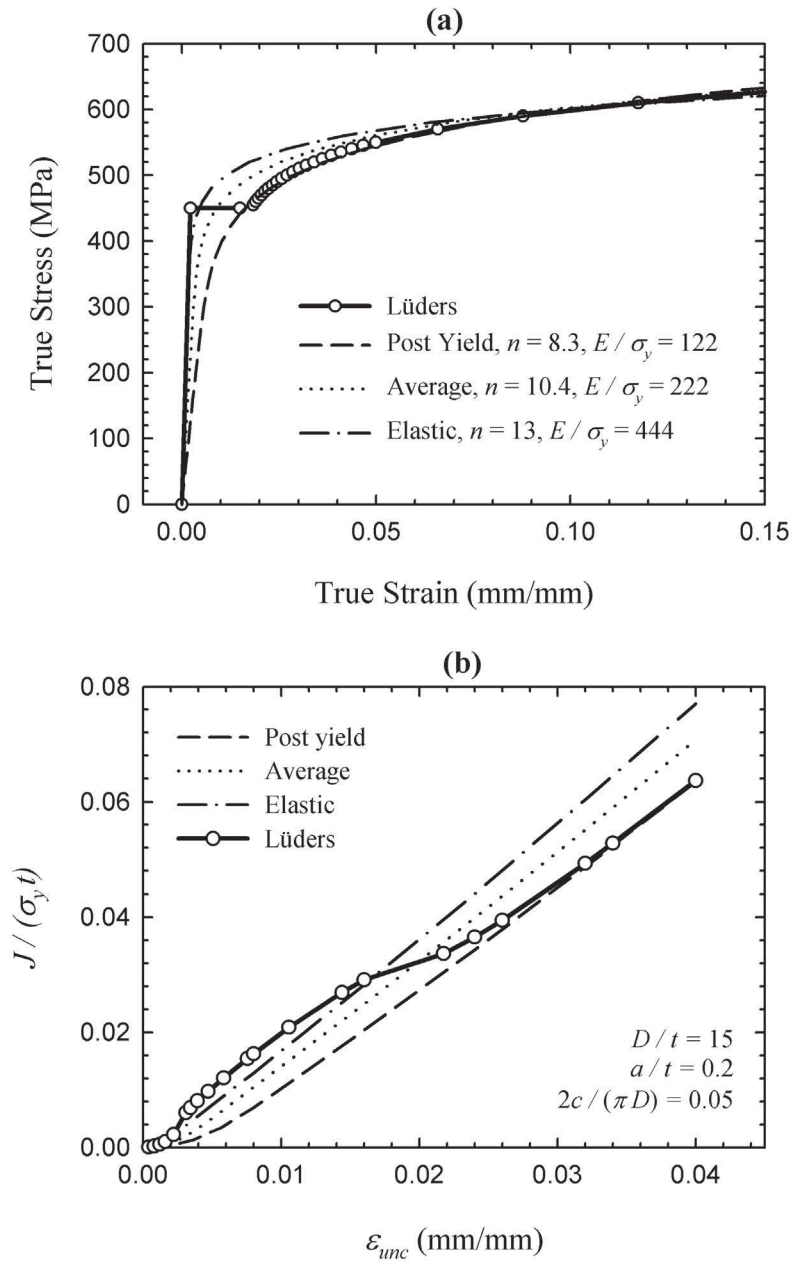 (a)
700
600
500
400
300
200
100
0
True Stress (MPa)
Lüders
Post Yield, n = 8.3, E / σy = 122
Average, n = 10.4, E / σy = 222
Elastic, n = 13, E / σy = 444
0.00
0.05
0.10
0.15
True Strain (mm/mm)
(b)
0.08
0.06
0.04
0.02
0.00
J / (σy t)
Post yield
Average
Elastic
Lüders
D / t = 15
a / t = 0.2
2c / (π D) = 0.05
0.00
0.01
0.02
0.03
0.04
εunc (mm/mm)